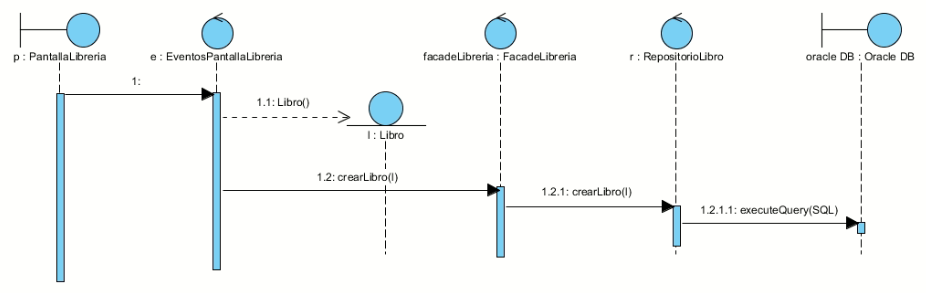 p : PantallaLibreria
e : EventosPantallaLibreria
facadeLibreria : FacadeLibreria
r : RepositorioLibro
oracle DB : Oracle DB
1:
1.1: Libro()
l : Libro
1.2: crearLibro(l)
1.2.1: crearLibro(l)
1.2.1.1: executeQuery(SQL)